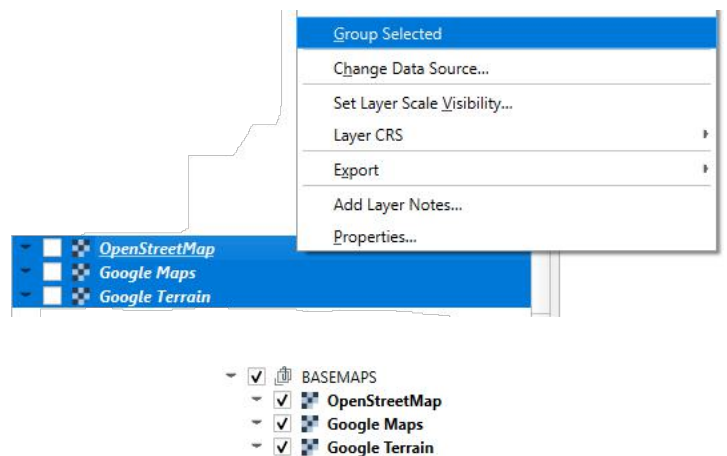 Group Selected
Change Data Source...
Set Layer Scale Visibility...
Layer CRS
Export
Add Layer Notes...
Properties...
OpenStreetMap
Google Maps
Google Terrain
BASEMAPS
OpenStreetMap
Google Maps
Google Terrain